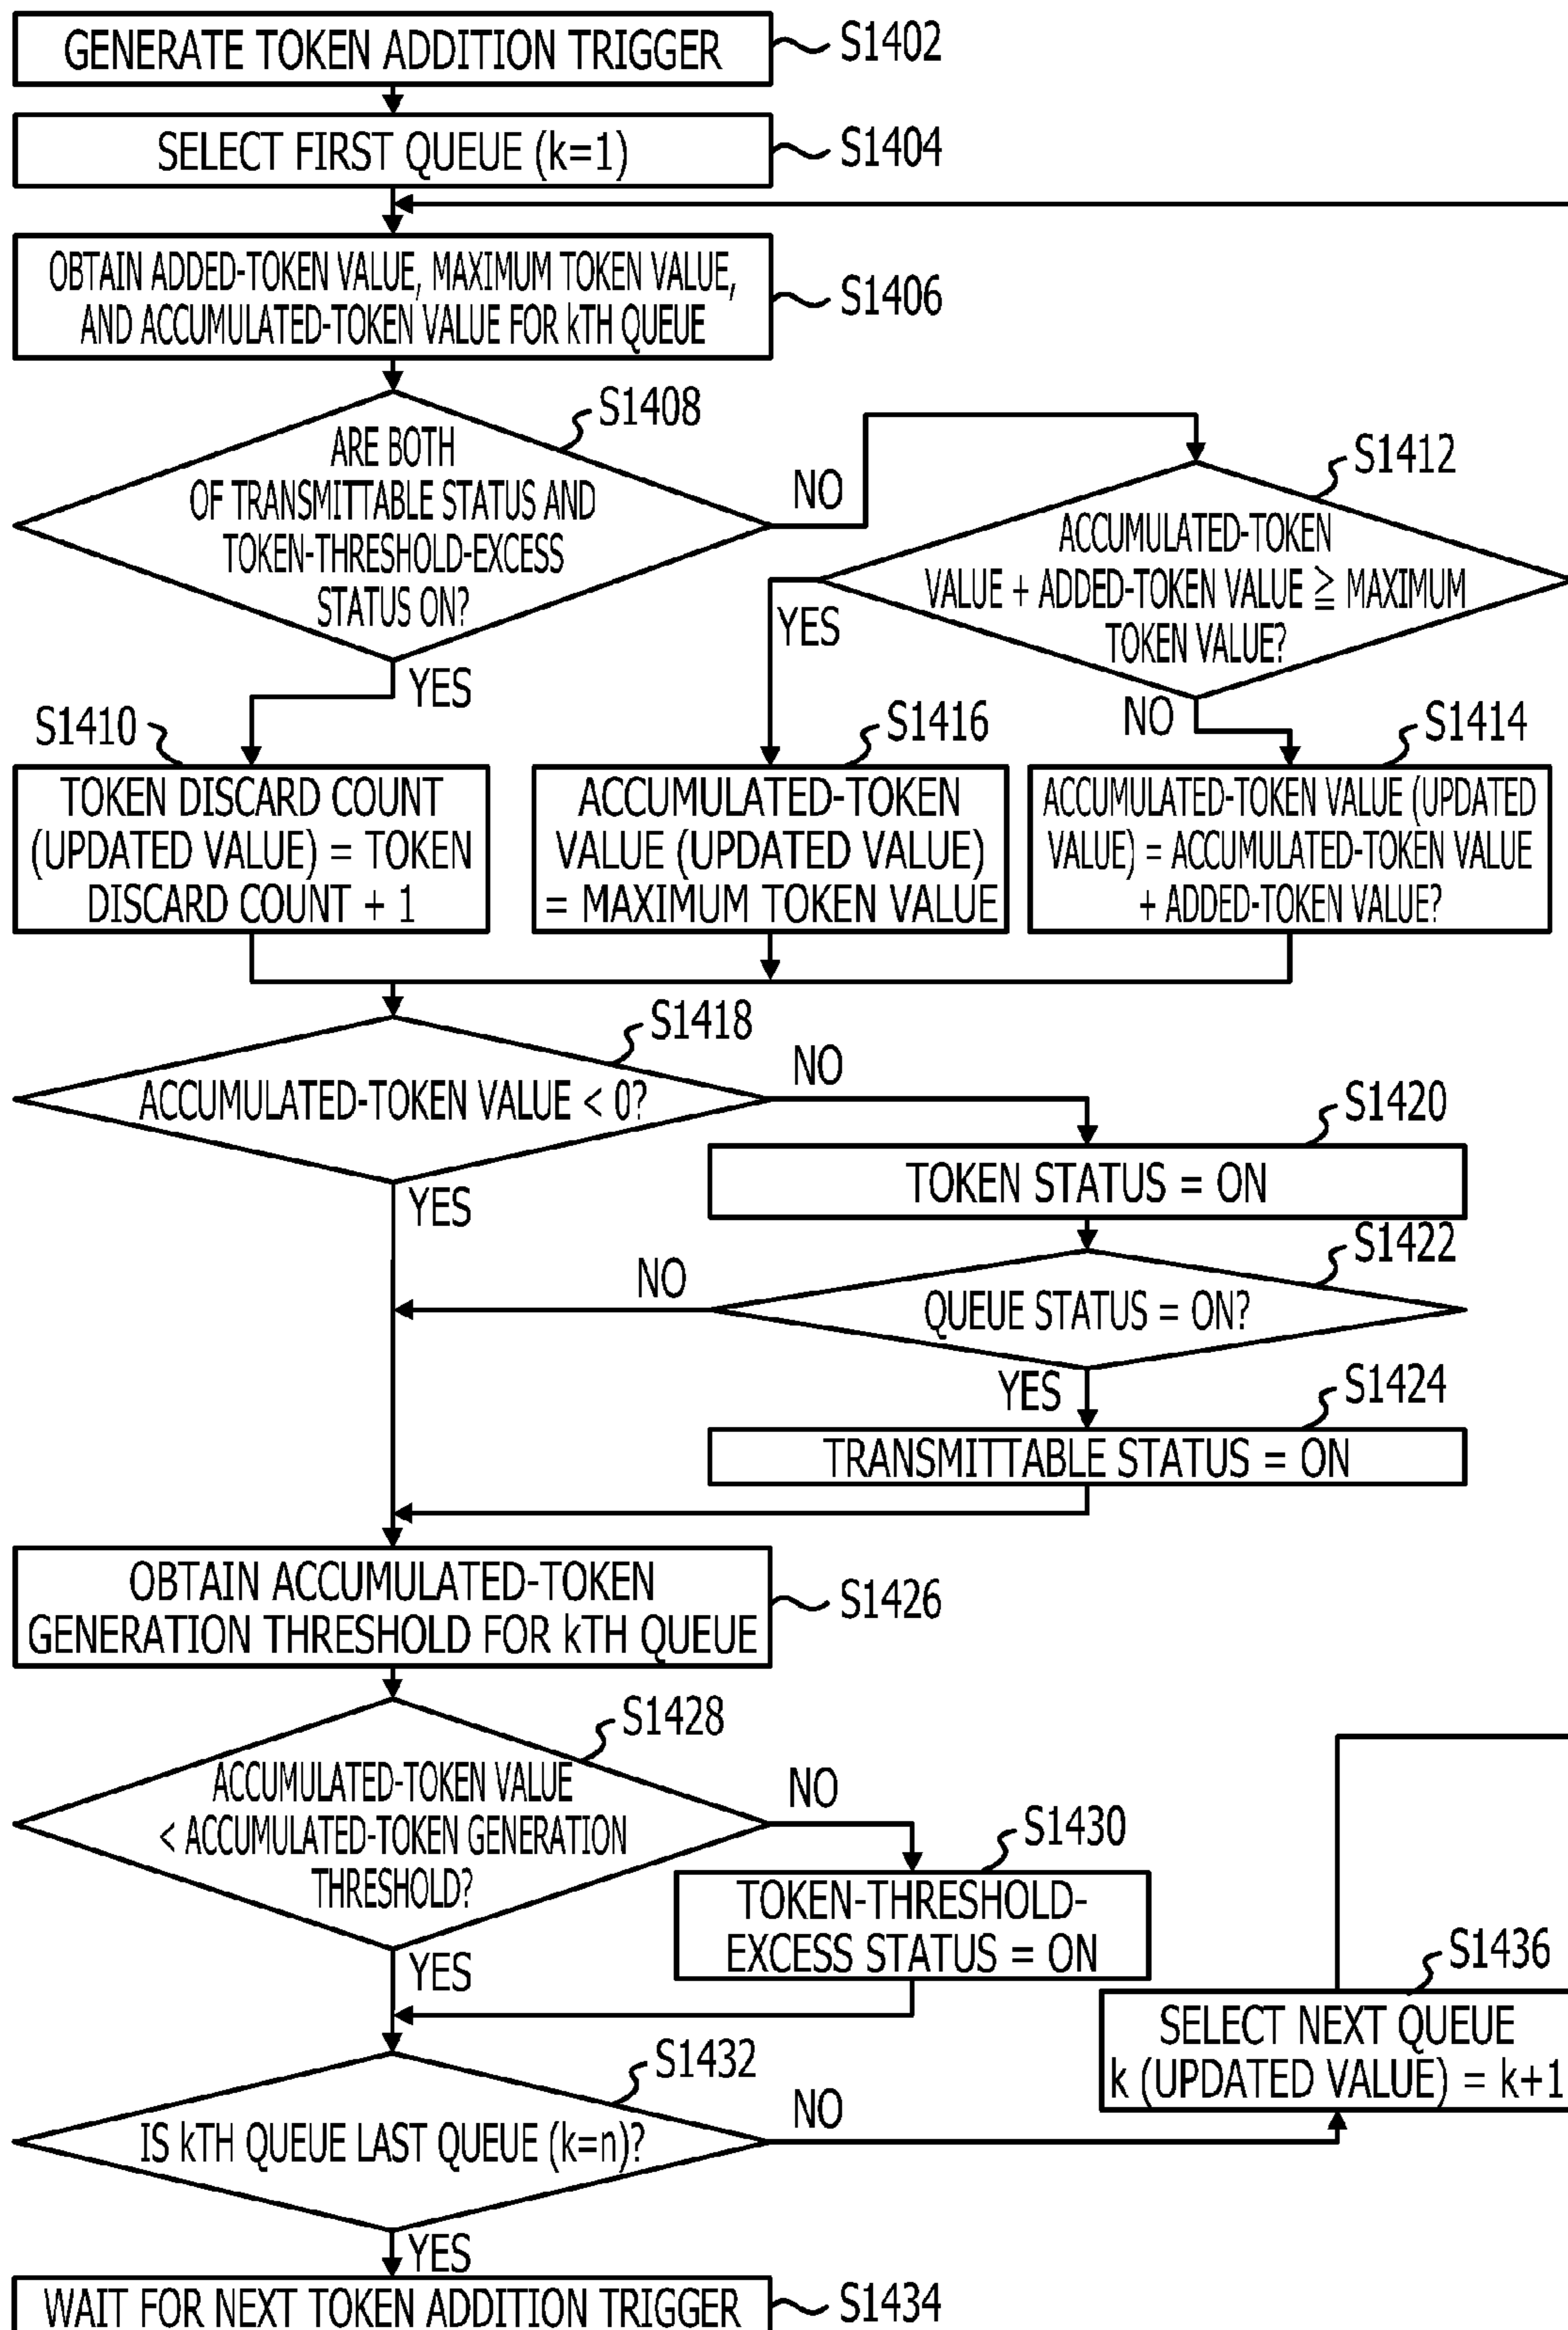 GENERATE TOKEN ADDITION TRIGGER
S1402
SELECT FIRST QUEUE (k=1)
S1404
OBTAIN ADDED-TOKEN VALUE, MAXIMUM TOKEN VALUE,
AND ACCUMULATED-TOKEN VALUE FOR kTH QUEUE
S1406
S1408
ARE BOTH
OF TRANSMITTABLE STATUS AND
TOKEN-THRESHOLD-EXCESS
STATUS ON?
NO
YES
S1412
ACCUMULATED-TOKEN
VALUE + ADDED-TOKEN VALUE ≧ MAXIMUM
TOKEN VALUE?
YES
NO
S1410
TOKEN DISCARD COUNT
(UPDATED VALUE) = TOKEN
DISCARD COUNT + 1
S1416
ACCUMULATED-TOKEN
VALUE (UPDATED VALUE)
= MAXIMUM TOKEN VALUE
S1414
ACCUMULATED-TOKEN VALUE (UPDATED
VALUE) = ACCUMULATED-TOKEN VALUE
+ ADDED-TOKEN VALUE?
S1418
ACCUMULATED-TOKEN VALUE < 0?
NO
YES
S1420
TOKEN STATUS = ON
S1422
QUEUE STATUS = ON?
NO
YES
S1424
TRANSMITTABLE STATUS = ON
OBTAIN ACCUMULATED-TOKEN
GENERATION THRESHOLD FOR kTH QUEUE
S1426
S1428
ACCUMULATED-TOKEN VALUE
< ACCUMULATED-TOKEN GENERATION
THRESHOLD?
NO
YES
S1430
TOKEN-THRESHOLD-
EXCESS STATUS = ON
S1436
SELECT NEXT QUEUE
k (UPDATED VALUE) = k+1
S1432
IS kTH QUEUE LAST QUEUE (k=n)?
NO
YES
WAIT FOR NEXT TOKEN ADDITION TRIGGER
S1434